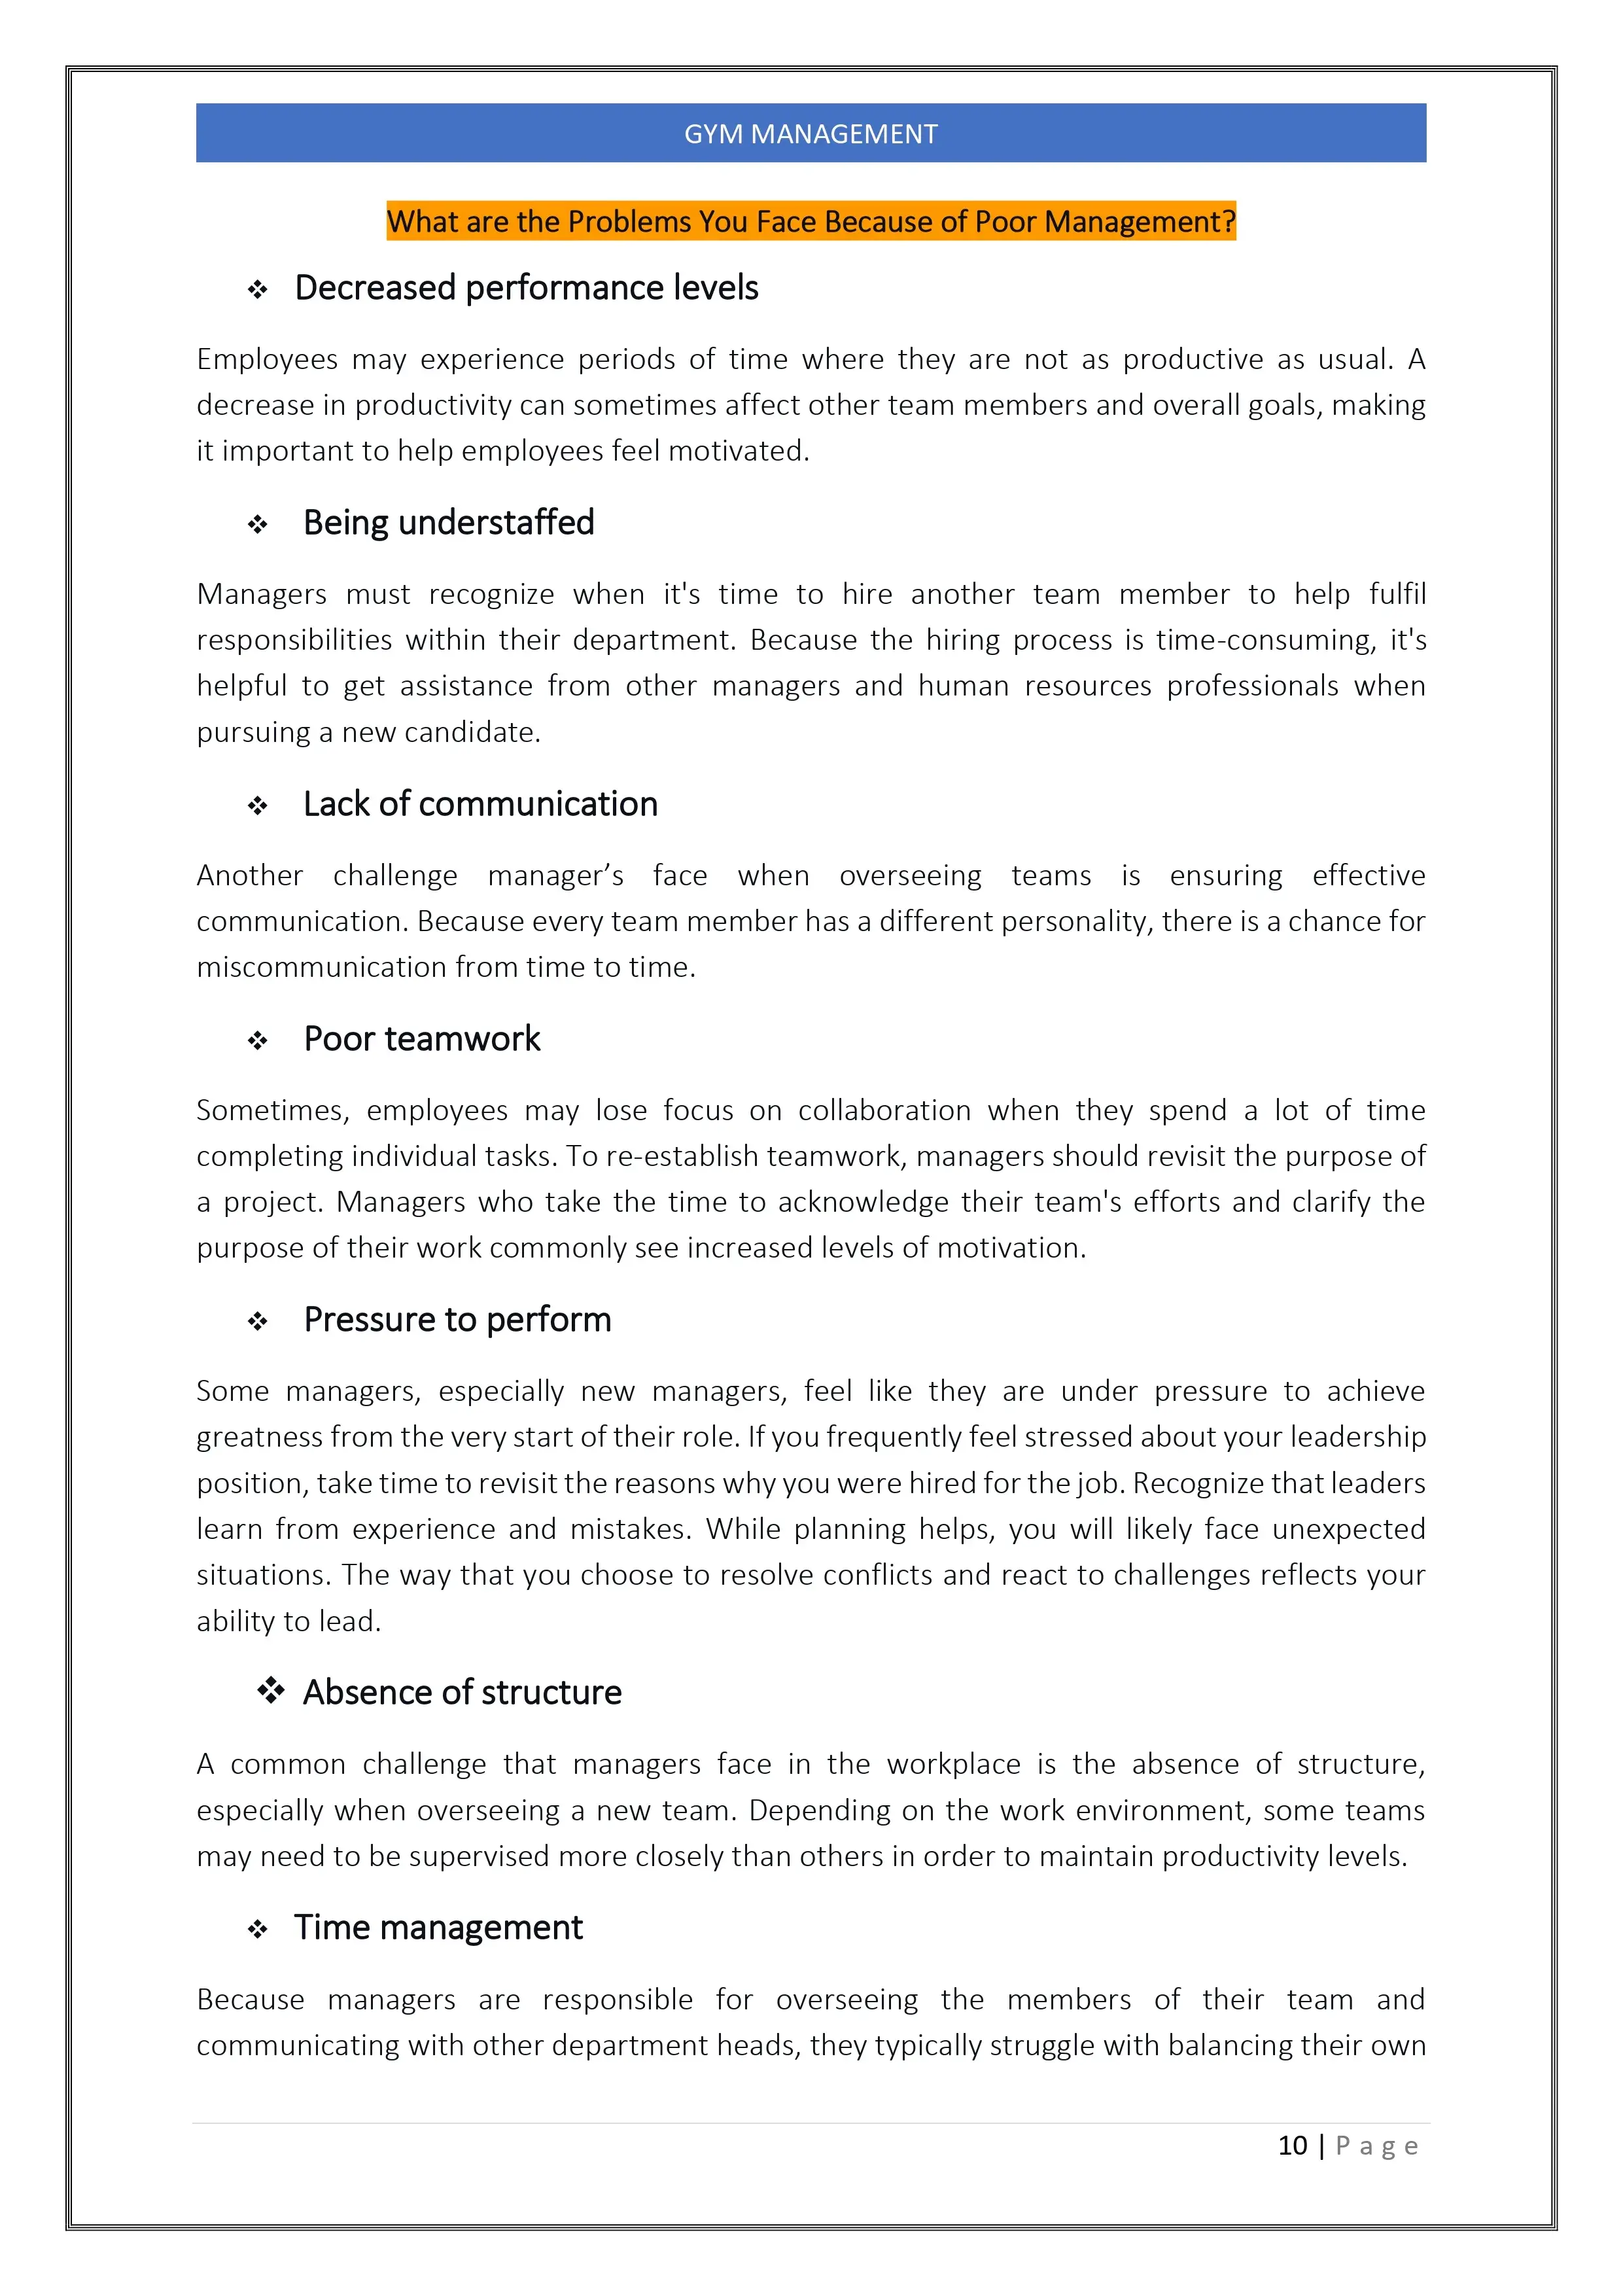 GYM MANAGEMENT
What are the Problems You Face Because of Poor Management?
❖ Decreased performance levels
Employees may experience periods of time where they are not as productive as usual. A
decrease in productivity can sometimes affect other team members and overall goals, making
it important to help employees feel motivated.
❖ Being understaffed
Managers must recognize when it's time to hire another team member to help fulfil
responsibilities within their department. Because the hiring process is time-consuming, it's
helpful to get assistance from other managers and human resources professionals when
pursuing a new candidate.
❖ Lack of communication
Another challenge manager’s face when overseeing teams is ensuring effective
communication. Because every team member has a different personality, there is a chance for
miscommunication from time to time.
❖ Poor teamwork
Sometimes, employees may lose focus on collaboration when they spend a lot of time
completing individual tasks. To re-establish teamwork, managers should revisit the purpose of
a project. Managers who take the time to acknowledge their team's efforts and clarify the
purpose of their work commonly see increased levels of motivation.
❖ Pressure to perform
Some managers, especially new managers, feel like they are under pressure to achieve
greatness from the very start of their role. If you frequently feel stressed about your leadership
position, take time to revisit the reasons why you were hired for the job. Recognize that leaders
learn from experience and mistakes. While planning helps, you will likely face unexpected
situations. The way that you choose to resolve conflicts and react to challenges reflects your
ability to lead.
❖ Absence of structure
A common challenge that managers face in the workplace is the absence of structure,
especially when overseeing a new team. Depending on the work environment, some teams
may need to be supervised more closely than others in order to maintain productivity levels.
❖ Time management
Because managers are responsible for overseeing the members of their team and
communicating with other department heads, they typically struggle with balancing their own
10 | P a g e